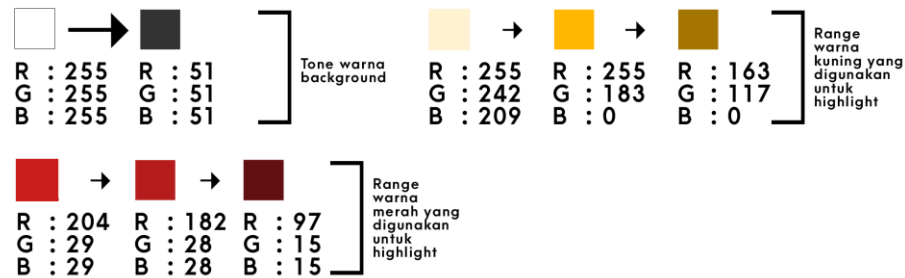 R : 255
G : 255
B : 255
R : 51
G : 51
B : 51
Tone warna
background
R : 255
G : 242
B : 209
R : 255
G : 183
B : 0
R : 163
G : 117
B : 0
Range
warna
kuning yang
digunakan
untuk
highlight
R : 204
G : 29
B : 29
R : 182
G : 28
B : 28
R : 97
G : 15
B : 15
Range
warna
merah yang
digunakan
untuk
highlight